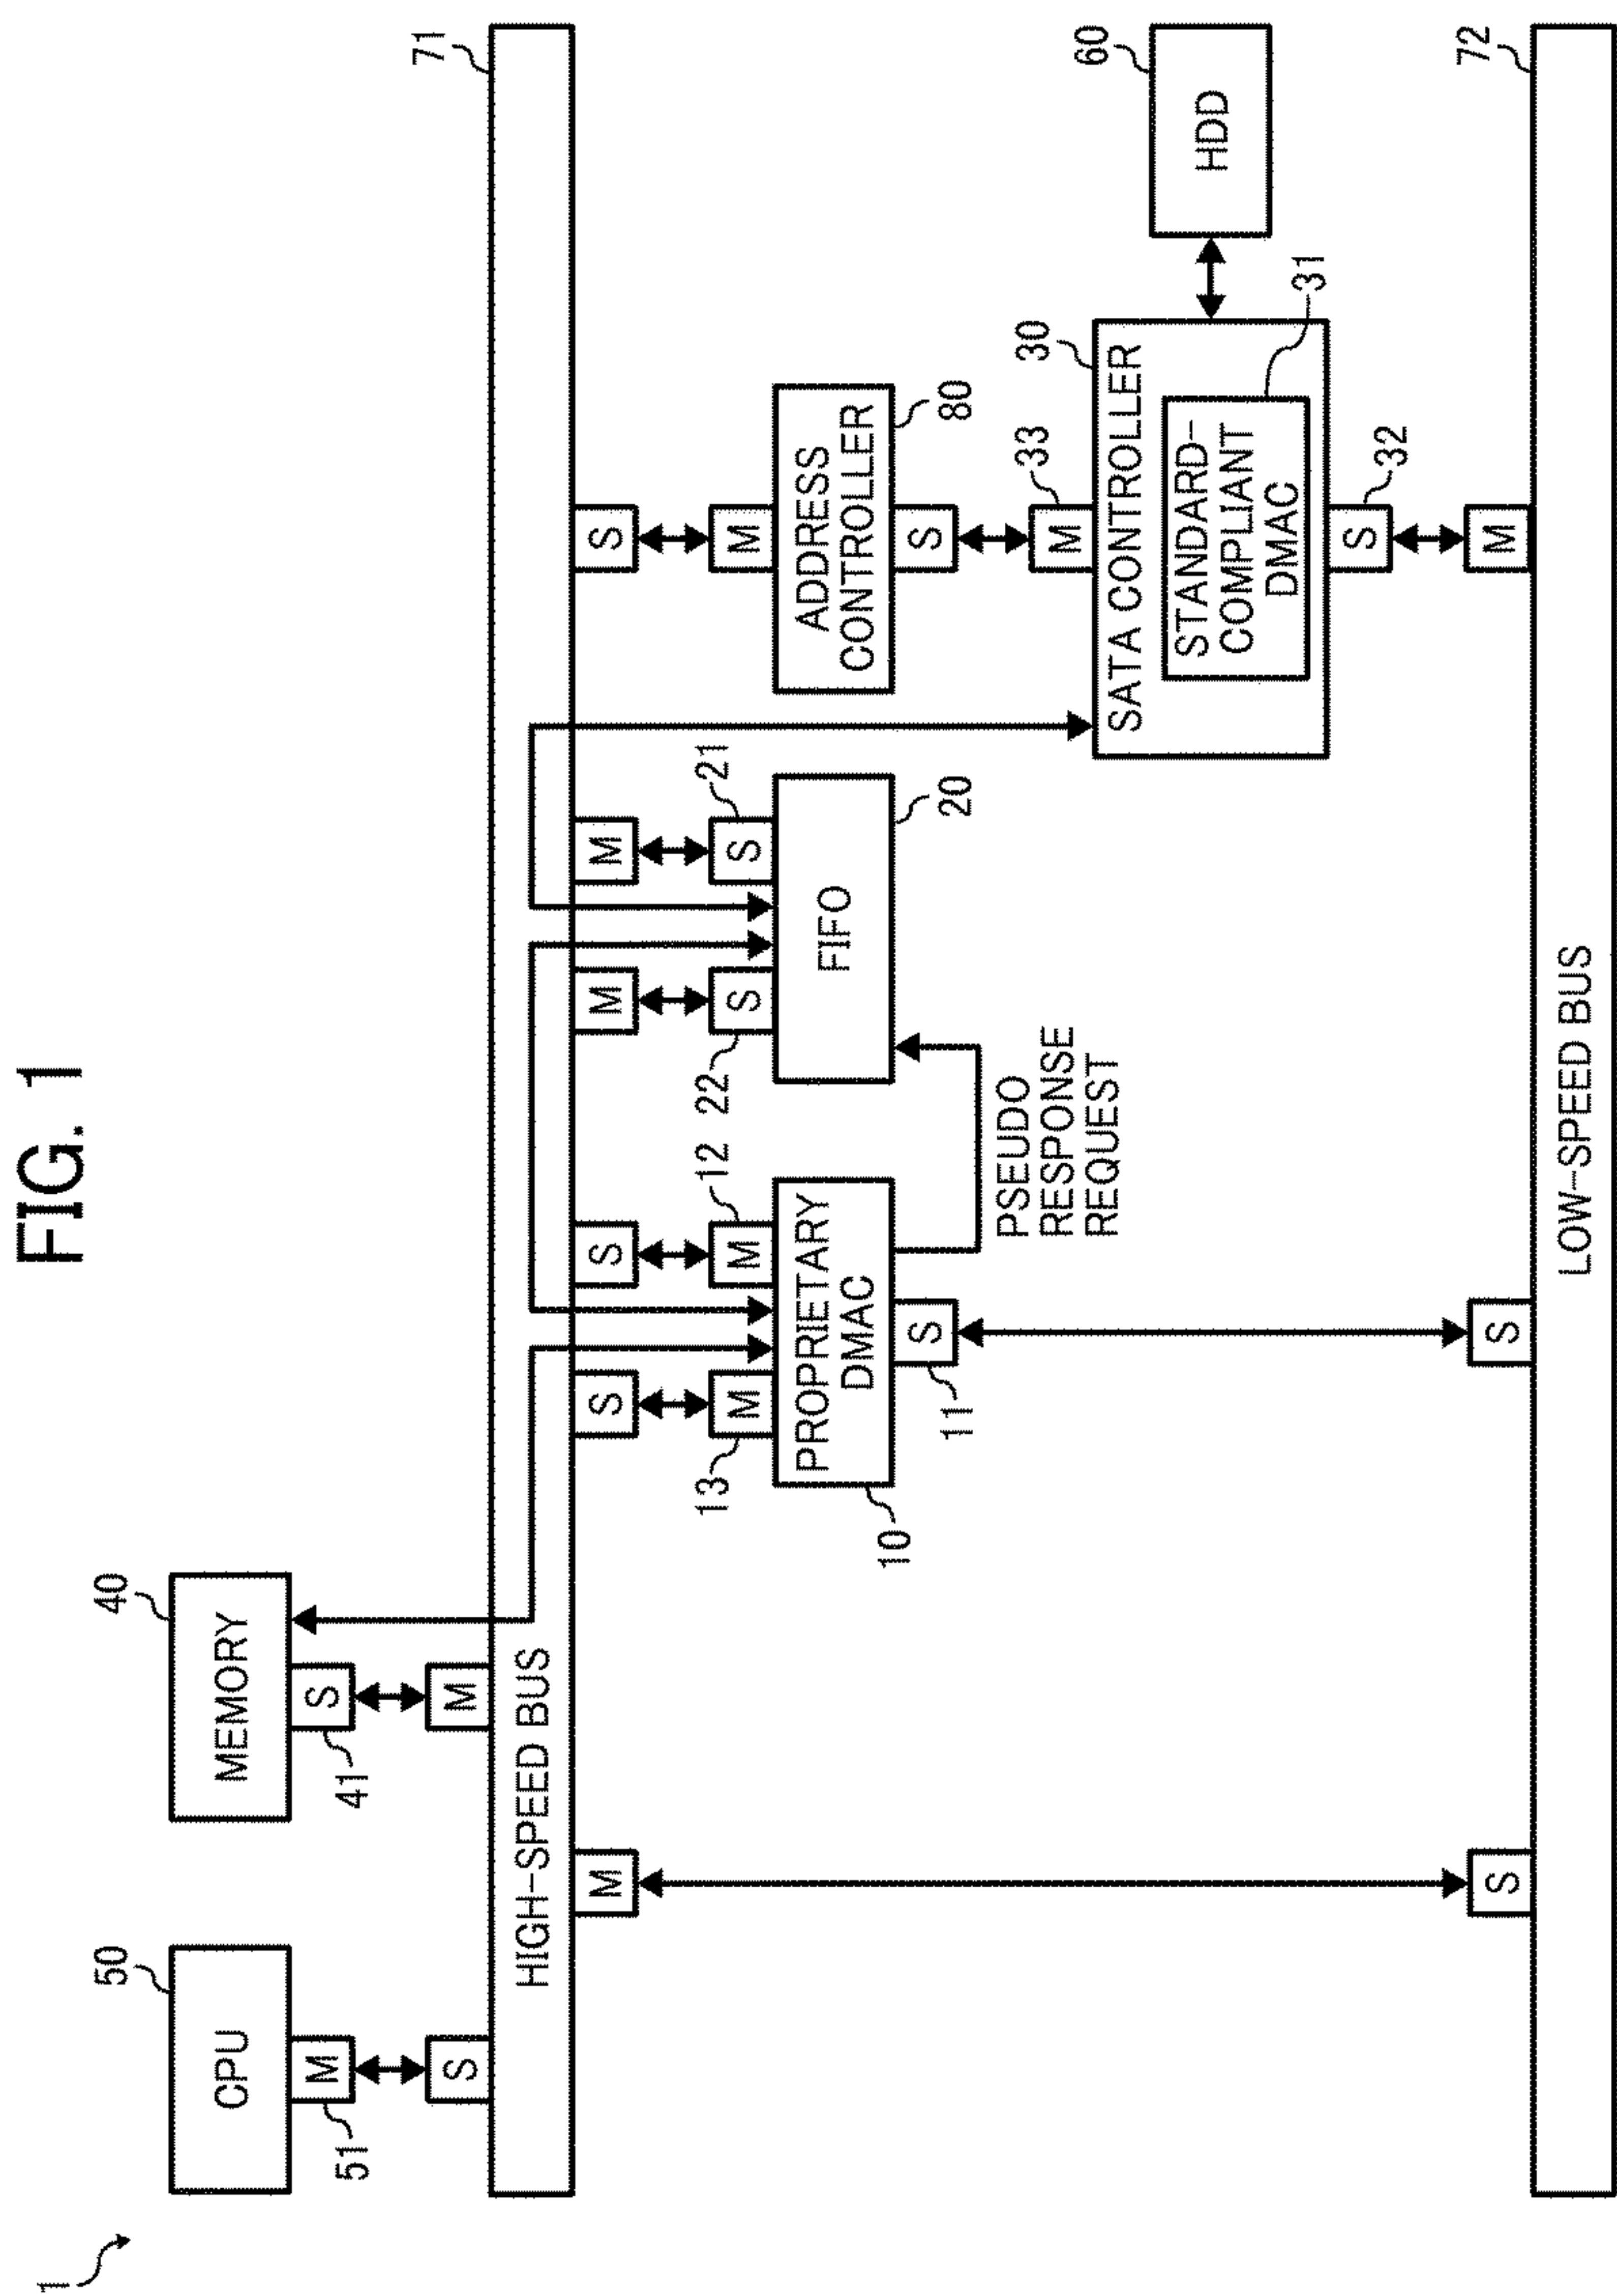 FIG. 1
1
CPU
50
M
51
S
MEMORY
40
S
41
M
HIGH-SPEED BUS
71
M
S
S
S
M
M
S
13
M
12
M
22
S
21
S
M
PROPRIETARY
DMAC
10
S
11
FIFO
20
ADDRESS
CONTROLLER
80
S
PSEUDO
RESPONSE
REQUEST
33
M
30
SATA CONTROLLER
STANDARD-
COMPLIANT
DMAC
31
HDD
60
S
32
S
M
LOW-SPEED BUS
72